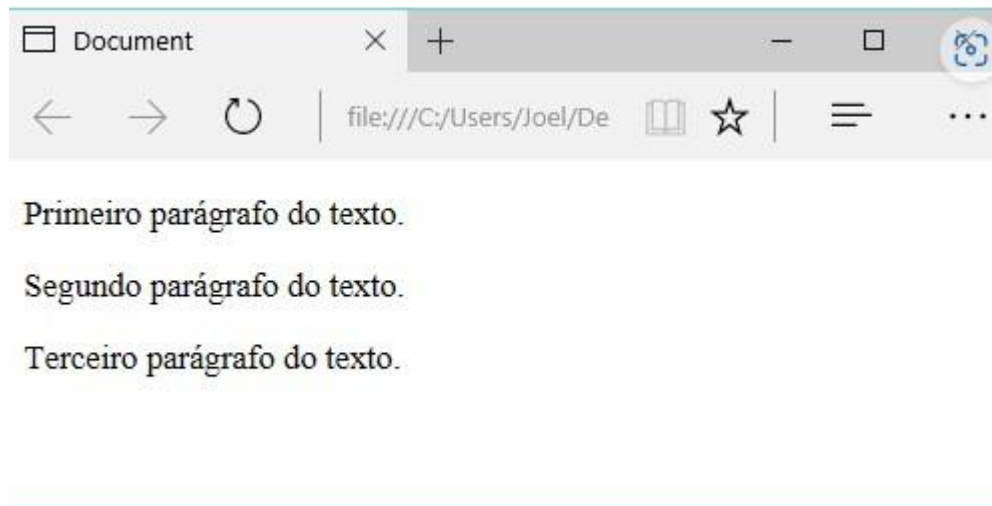 Document
file:///C:/Users/Joel/De
Primeiro parágrafo do texto.
Segundo parágrafo do texto.
Terceiro parágrafo do texto.